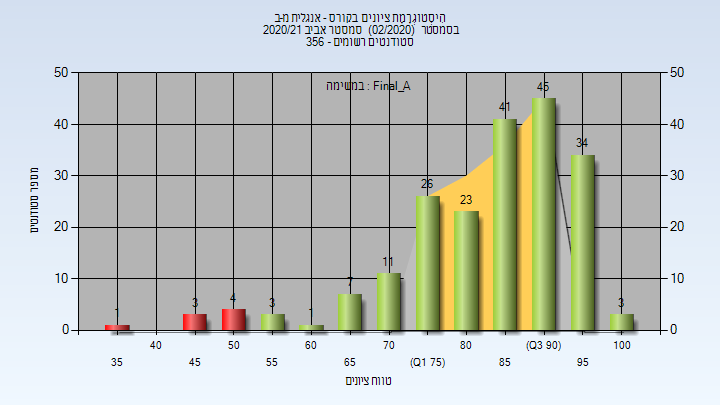 היסטוגרמת ציונים בקורס - אנגלית מ-ב
בסמסטר (02/2020) סמסטר אביב 2020/21
סטודנטים רשומים - 356
במשימה : Final_A
מספר סטודנטים
50 50
40 40
30 30
20 20
10 10
0 0
1 3 4 3 1 7 11 26 23 41 45 34 3
40 50 60 70 80 (Q3 90) 100
35 45 55 65 (Q1 75) 85 95
טווח ציונים